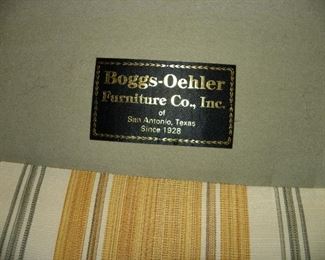 Boggs-Oehler
Furniture Co., Inc.
of
San Antonio, Texas
Since 1928